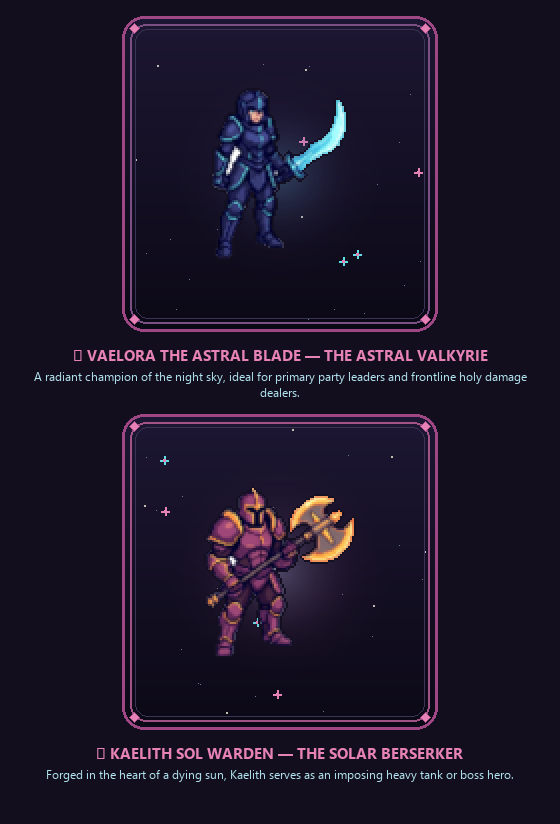 ▯ VAELORA THE ASTRAL BLADE — THE ASTRAL VALKYRIE
A radiant champion of the night sky, ideal for primary party leaders and frontline holy damage
dealers.
▯ KAELITH SOL WARDEN — THE SOLAR BERSERKER
Forged in the heart of a dying sun, Kaelith serves as an imposing heavy tank or boss hero.